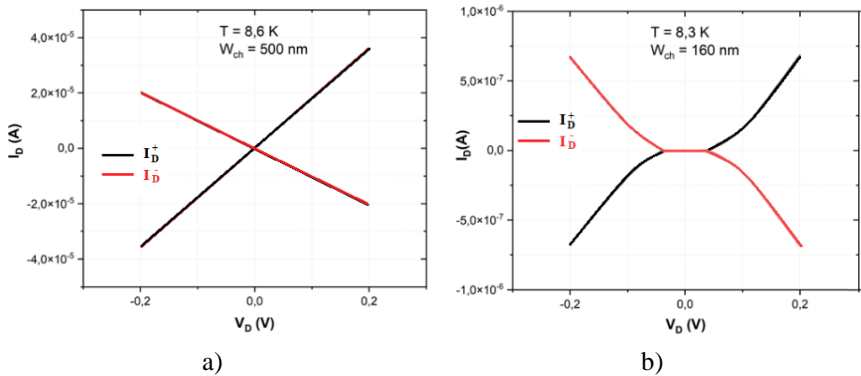 T = 8,6 K
W_ch = 500 nm
4,0×10⁻⁵
2,0×10⁻⁵
0,0
-2,0×10⁻⁵
-4,0×10⁻⁵
I_D (A)
I_D^+
I_D^-
-0,2 0,0 0,2
V_D (V)
a)
T = 8,3 K
W_ch = 160 nm
1,0×10⁻⁶
5,0×10⁻⁷
0,0
-5,0×10⁻⁷
-1,0×10⁻⁶
I_D(A)
I_D^+
I_D^-
-0,2 0,0 0,2
V_D (V)
b)